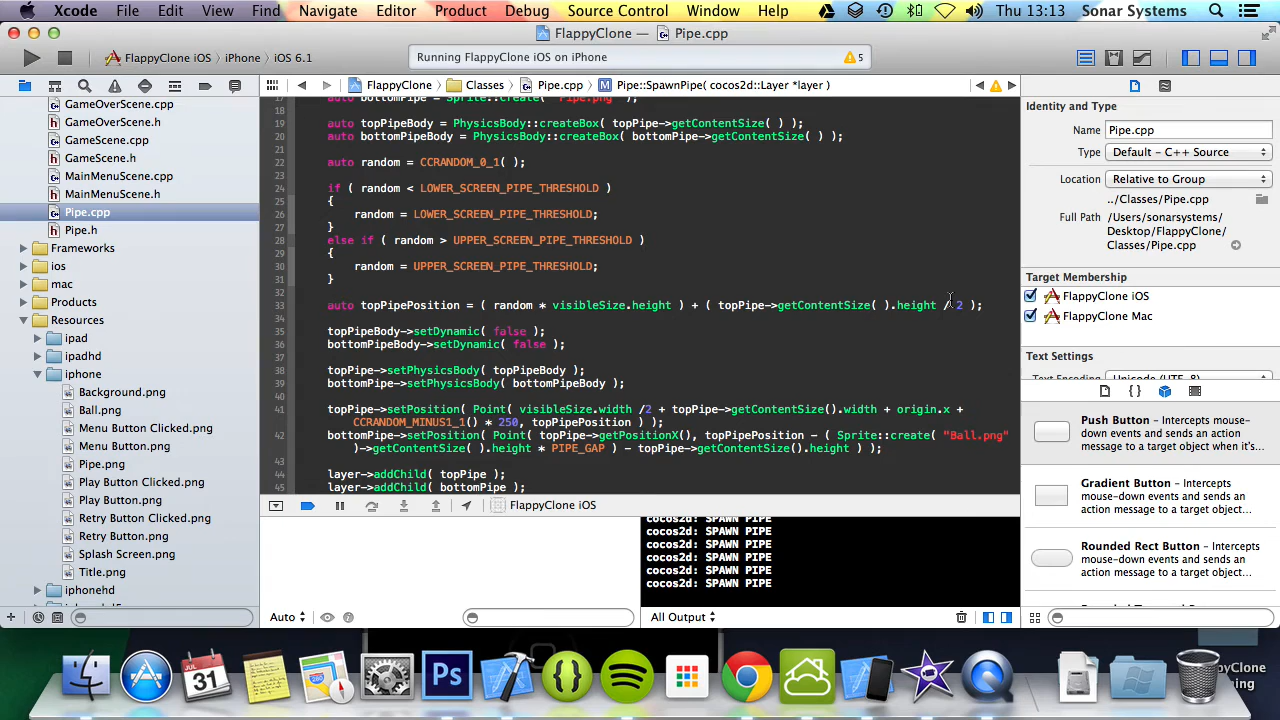 Xcode File Edit View Find Navigate Editor Product Debug Source Control Window Help Thu 13:13 Sonar Systems
FlappyClone — Pipe.cpp
FlappyClone iOS iPhone iOS 6.1
Running FlappyClone iOS on iPhone
5
FlappyClone Classes Pipe.cpp M Pipe::SpawnPipe( cocos2d::Layer *layer )
GameOverScene.cpp
GameOverScene.h
GameScene.cpp
GameScene.h
MainMenuScene.cpp
MainMenuScene.h
Pipe.cpp
Pipe.h
Frameworks
ios
mac
Products
Resources
ipad
ipadhd
iphone
Background.png
Ball.png
Menu Button Clicked.png
Menu Button.png
Pipe.png
Play Button Clicked.png
Play Button.png
Retry Button Clicked.png
Retry Button.png
Splash Screen.png
Title.png
iphonehd
17 auto bottomPipe = Sprite::create( "Pipe.png" );
18
19 auto topPipeBody = PhysicsBody::createBox( topPipe->getContentSize( ) );
20 auto bottomPipeBody = PhysicsBody::createBox( bottomPipe->getContentSize( ) );
21
22 auto random = CCRANDOM_0_1( );
23
24 if ( random < LOWER_SCREEN_PIPE_THRESHOLD )
25 {
26 random = LOWER_SCREEN_PIPE_THRESHOLD;
27 }
28 else if ( random > UPPER_SCREEN_PIPE_THRESHOLD )
29 {
30 random = UPPER_SCREEN_PIPE_THRESHOLD;
31 }
32
33 auto topPipePosition = ( random * visibleSize.height ) + ( topPipe->getContentSize( ).height / 2 );
34
35 topPipeBody->setDynamic( false );
36 bottomPipeBody->setDynamic( false );
37
38 topPipe->setPhysicsBody( topPipeBody );
39 bottomPipe->setPhysicsBody( bottomPipeBody );
40
41 topPipe->setPosition( Point( visibleSize.width /2 + topPipe->getContentSize().width + origin.x +
CCRANDOM_MINUS1_1() * 250, topPipePosition ) );
42 bottomPipe->setPosition( Point( topPipe->getPositionX(), topPipePosition - ( Sprite::create( "Ball.png"
)->getContentSize( ).height * PIPE_GAP ) - topPipe->getContentSize().height ) );
43
44 layer->addChild( topPipe );
45 layer->addChild( bottomPipe );
FlappyClone iOS
cocos2d: SPAWN PIPE
cocos2d: SPAWN PIPE
cocos2d: SPAWN PIPE
cocos2d: SPAWN PIPE
cocos2d: SPAWN PIPE
cocos2d: SPAWN PIPE
Auto
All Output
Identity and Type
Name Pipe.cpp
Type Default - C++ Source
Location Relative to Group
../Classes/Pipe.cpp
Full Path /Users/sonarsystems/
Desktop/FlappyClone/
Classes/Pipe.cpp
Target Membership
FlappyClone iOS
FlappyClone Mac
Text Settings
Text Encoding Unicode (UTF-8)
Push Button - Intercepts mouse-
down events and sends an
action message to a target object when it's...
Gradient Button - Intercepts
mouse-down events and sends an
action message to a target object...
Rounded Rect Button - Intercepts
mouse-down events and sends an
action message to a target object...
JUL
31
Ps
280